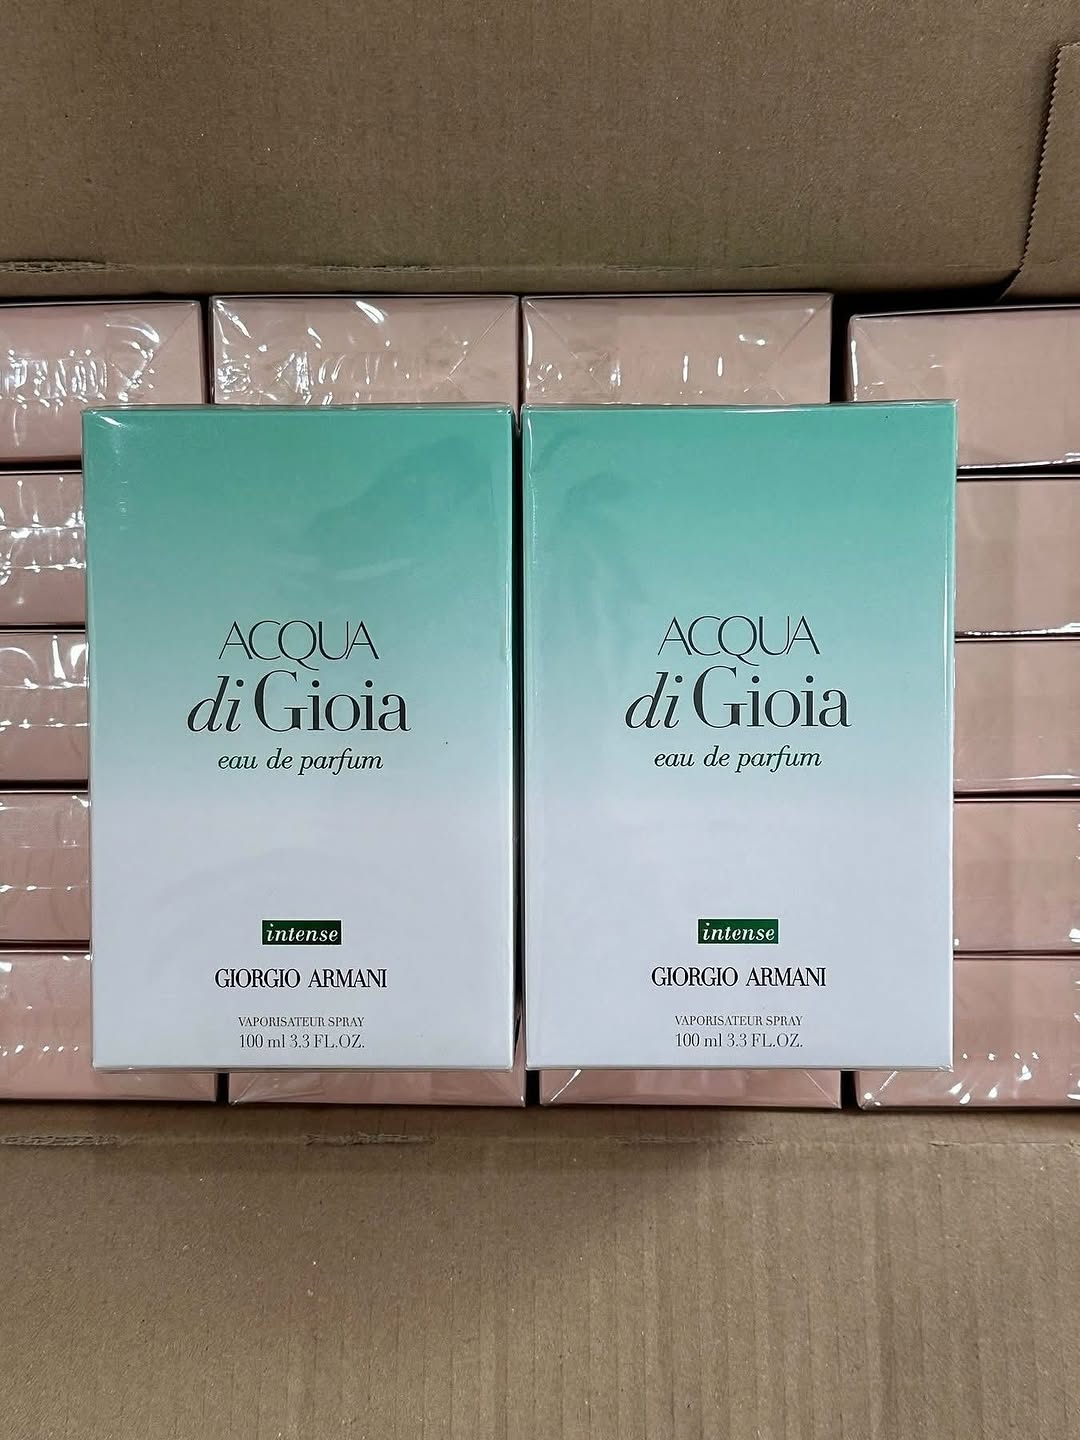 ACQUA
di Gioia
eau de parfum
intense
GIORGIO ARMANI
VAPORISATEUR SPRAY
100 ml 3.3 FL.OZ.
ACQUA
di Gioia
eau de parfum
intense
GIORGIO ARMANI
VAPORISATEUR SPRAY
100 ml 3.3 FL.OZ.